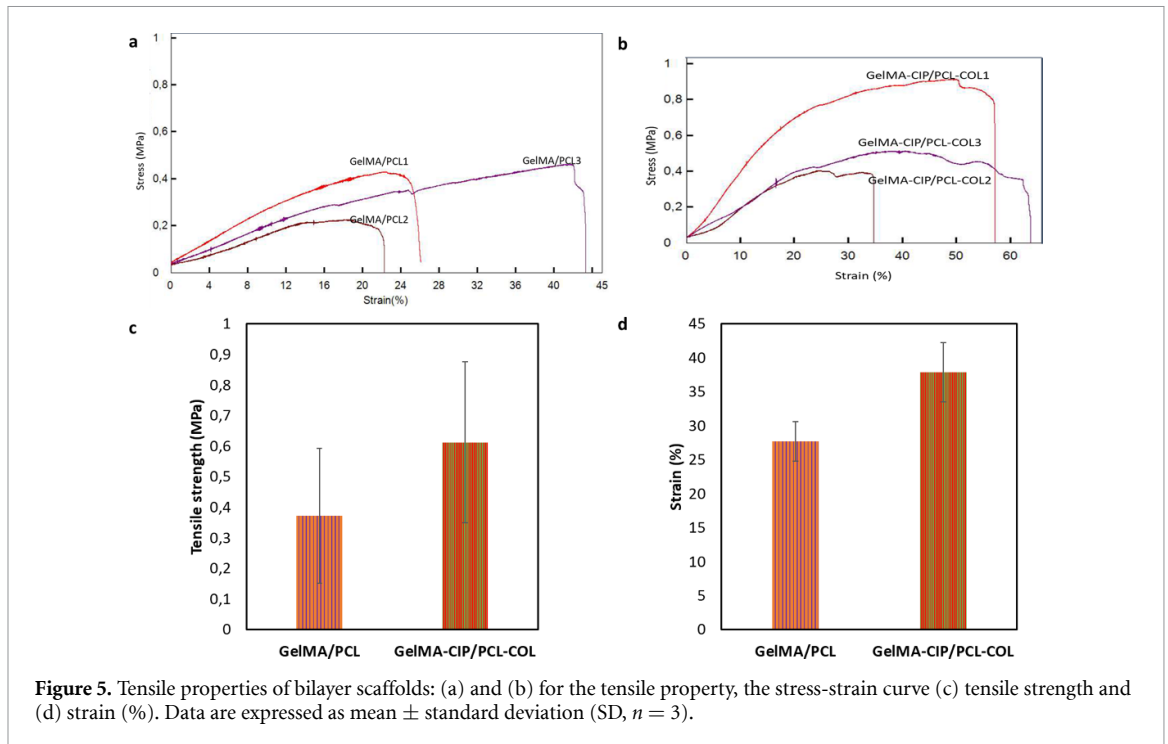 a
1
0,8
0,6
0,4
0,2
0
Stress (MPa)
GelMA/PCL1
GelMA/PCL3
GelMA/PCL2
0 4 8 12 16 20 24 28 32 36 40 45
Strain(%)
b
1
0,8
0,6
0,4
0,2
0
Stress (MPa)
GelMA-CIP/PCL-COL1
GelMA-CIP/PCL-COL3
GelMA-CIP/PCL-COL2
0 10 20 30 40 50 60
Strain (%)
c
1
0,9
0,8
0,7
0,6
0,5
0,4
0,3
0,2
0,1
0
Tensile strength (MPa)
GelMA/PCL GelMA-CIP/PCL-COL
d
45
40
35
30
25
20
15
10
5
0
Strain (%)
GelMA/PCL GelMA-CIP/PCL-COL
Figure 5. Tensile properties of bilayer scaffolds: (a) and (b) for the tensile property, the stress-strain curve (c) tensile strength and
(d) strain (%). Data are expressed as mean ± standard deviation (SD, n = 3).